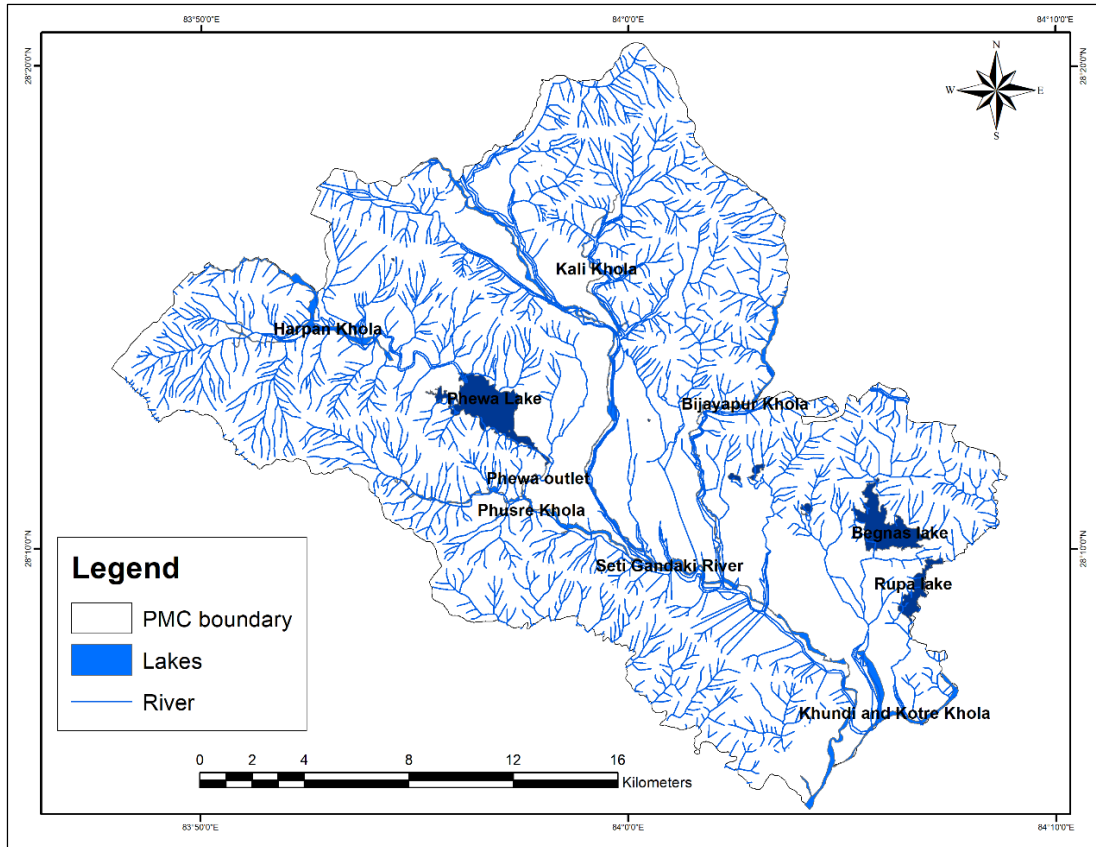 83°50'0"E
84°0'0"E
84°10'0"E
28°20'0"N
28°20'0"N
N
W
E
S
Kali Khola
Harpan Khola
Phewa Lake
Bijayapur Khola
Phewa outlet
Phusre Khola
Begnas lake
28°10'0"N
28°10'0"N
Seti Gandaki River
Rupa lake
Khundi and Kotre Khola
Legend
PMC boundary
Lakes
River
0 2 4 8 12 16
Kilometers
83°50'0"E
84°0'0"E
84°10'0"E